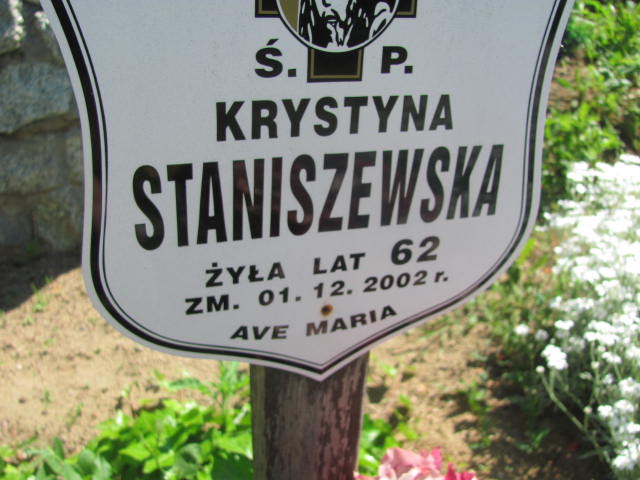 Ś. P.
KRYSTYNA
STANISZEWSKA
ŻYŁA LAT 62
ZM. 01. 12. 2002 r.
AVE MARIA